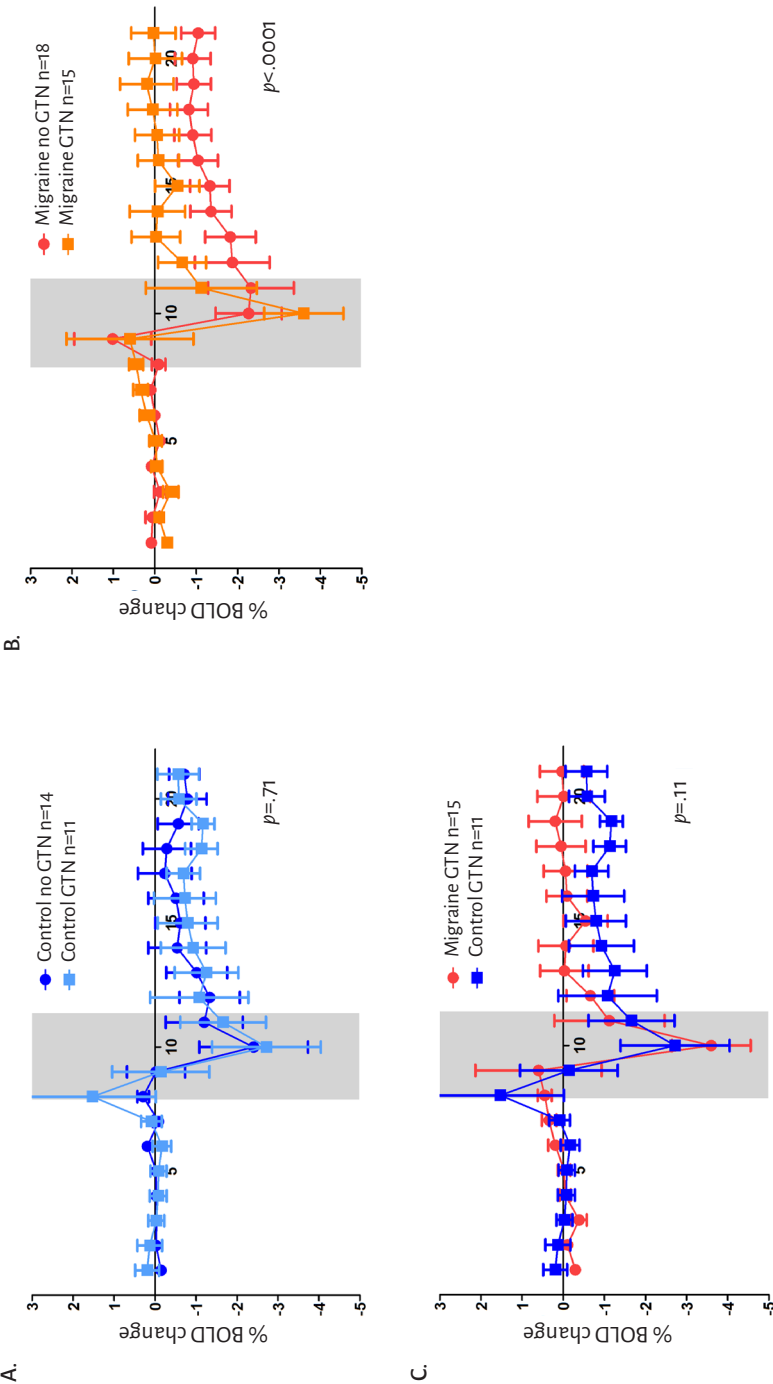 A.
% BOLD change
3
2
1
0
-1
-2
-3
-4
-5
5
10
15
20
Control no GTN n=14
Control GTN n=11
p=.71
B.
% BOLD change
3
2
1
0
-1
-2
-3
-4
-5
5
10
15
20
Migraine no GTN n=18
Migraine GTN n=15
p<.0001
C.
% BOLD change
3
2
1
0
-1
-2
-3
-4
-5
5
10
15
20
Migraine GTN n=15
Control GTN n=11
p=.11